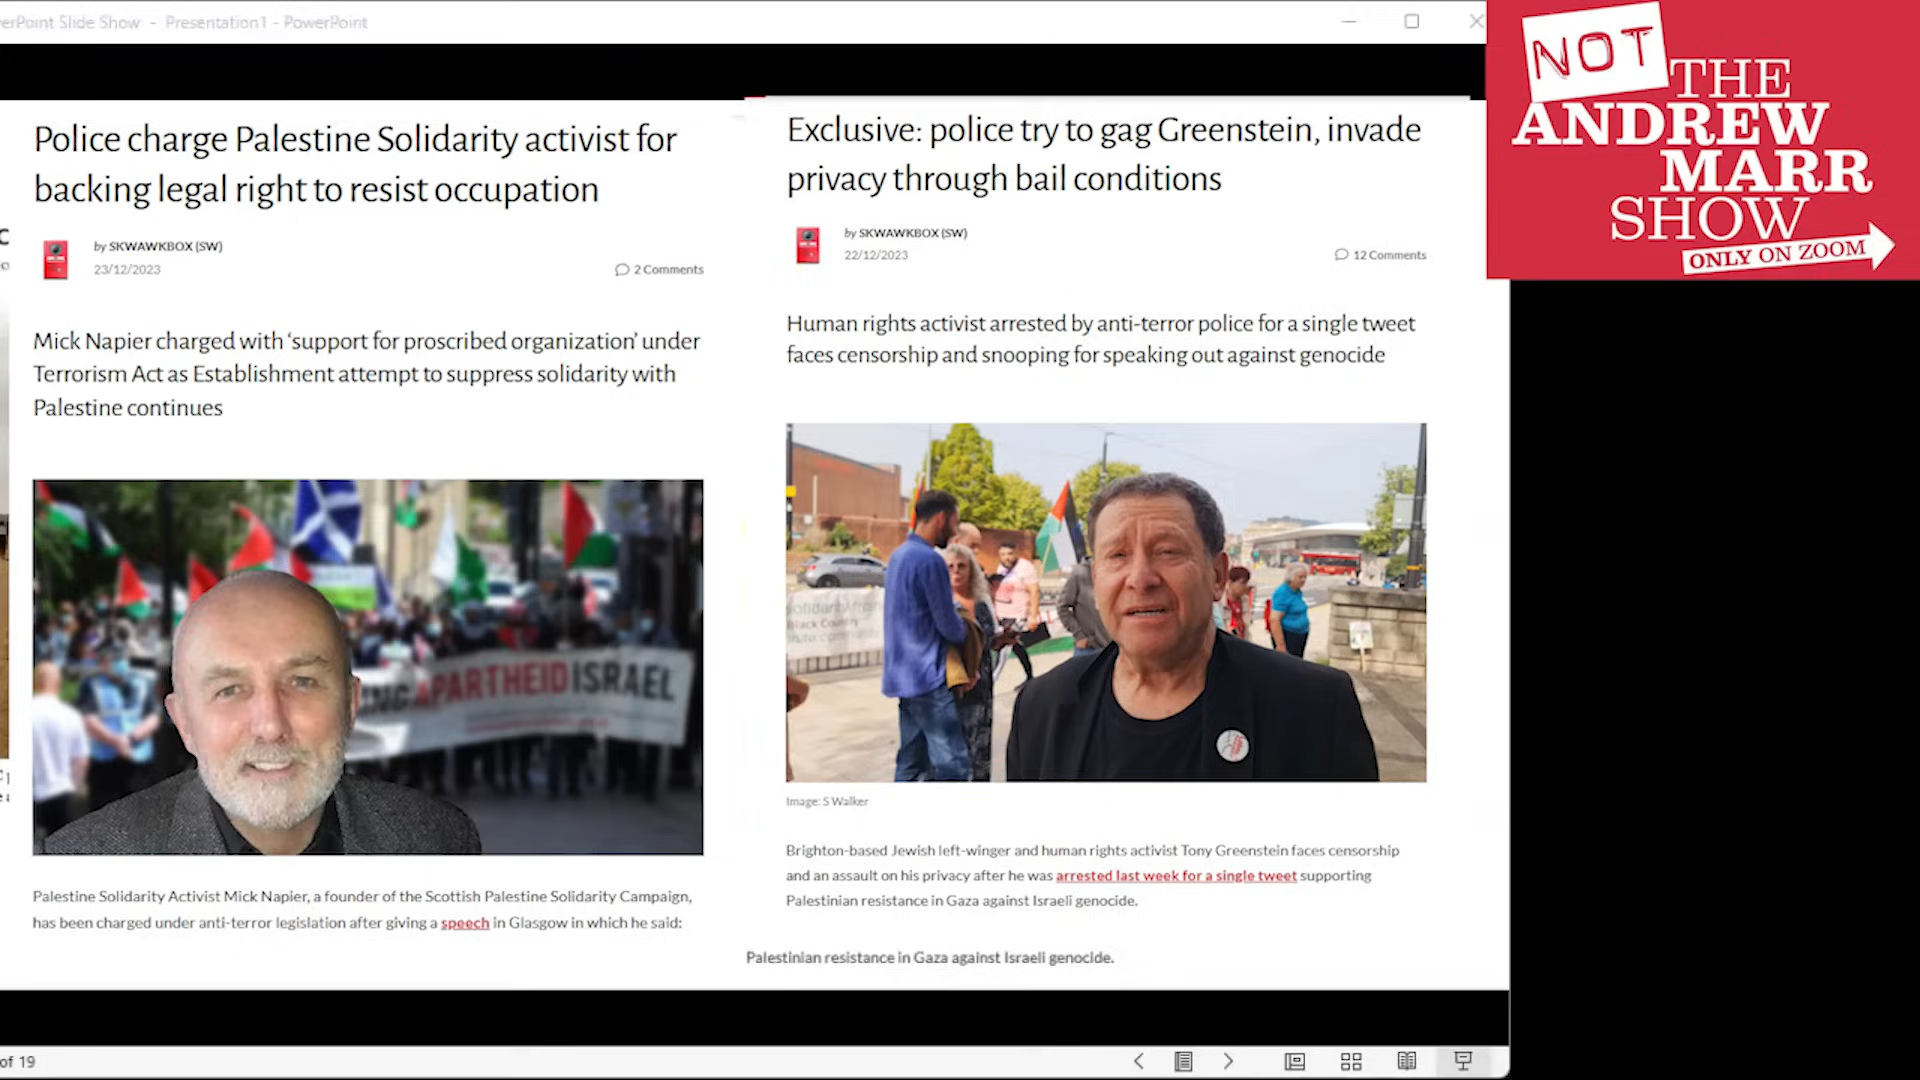 PowerPoint Slide Show - Presentation1 - PowerPoint
NOT
THE
ANDREW
MARR
SHOW
ONLY ON ZOOM
Police charge Palestine Solidarity activist for
backing legal right to resist occupation
by SKWAWKBOX (SW)
23/12/2023
2 Comments
Mick Napier charged with ‘support for proscribed organization’ under
Terrorism Act as Establishment attempt to suppress solidarity with
Palestine continues
APARTHEID ISRAEL
Palestine Solidarity Activist Mick Napier, a founder of the Scottish Palestine Solidarity Campaign,
has been charged under anti-terror legislation after giving a speech in Glasgow in which he said:
Exclusive: police try to gag Greenstein, invade
privacy through bail conditions
by SKWAWKBOX (SW)
22/12/2023
12 Comments
Human rights activist arrested by anti-terror police for a single tweet
faces censorship and snooping for speaking out against genocide
Black Country
Image: S Walker
Brighton-based Jewish left-winger and human rights activist Tony Greenstein faces censorship
and an assault on his privacy after he was arrested last week for a single tweet supporting
Palestinian resistance in Gaza against Israeli genocide.
Palestinian resistance in Gaza against Israeli genocide.
of 19